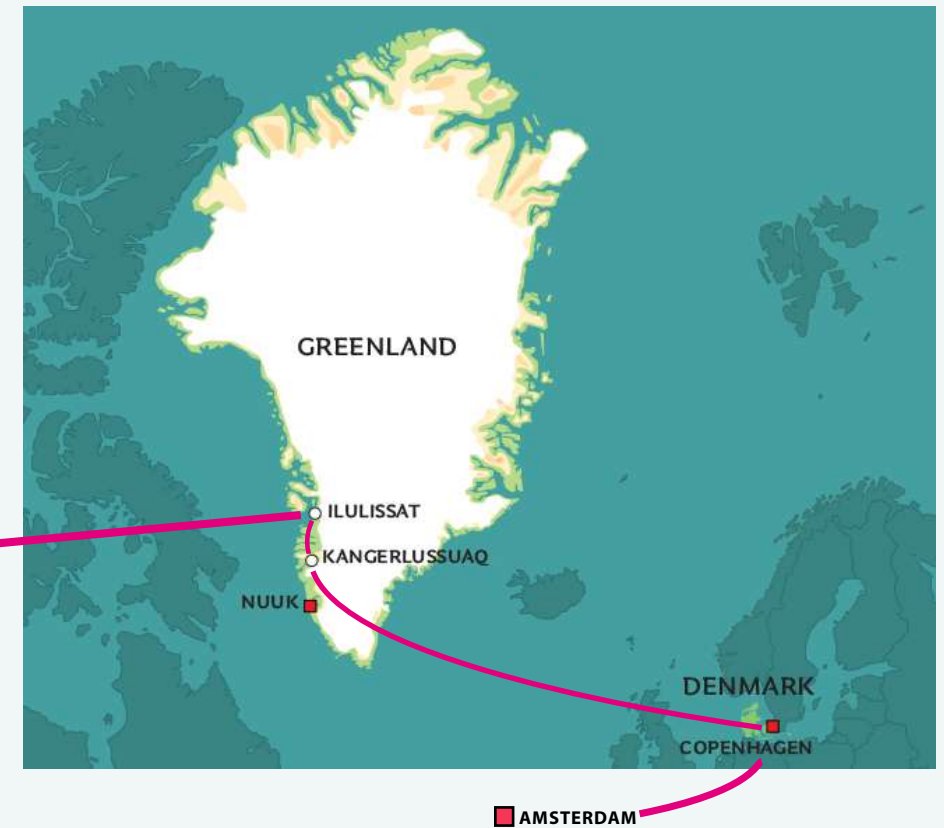 GREENLAND
ILULISSAT
KANGERLUSSUAQ
NUUK
DENMARK
COPENHAGEN
AMSTERDAM